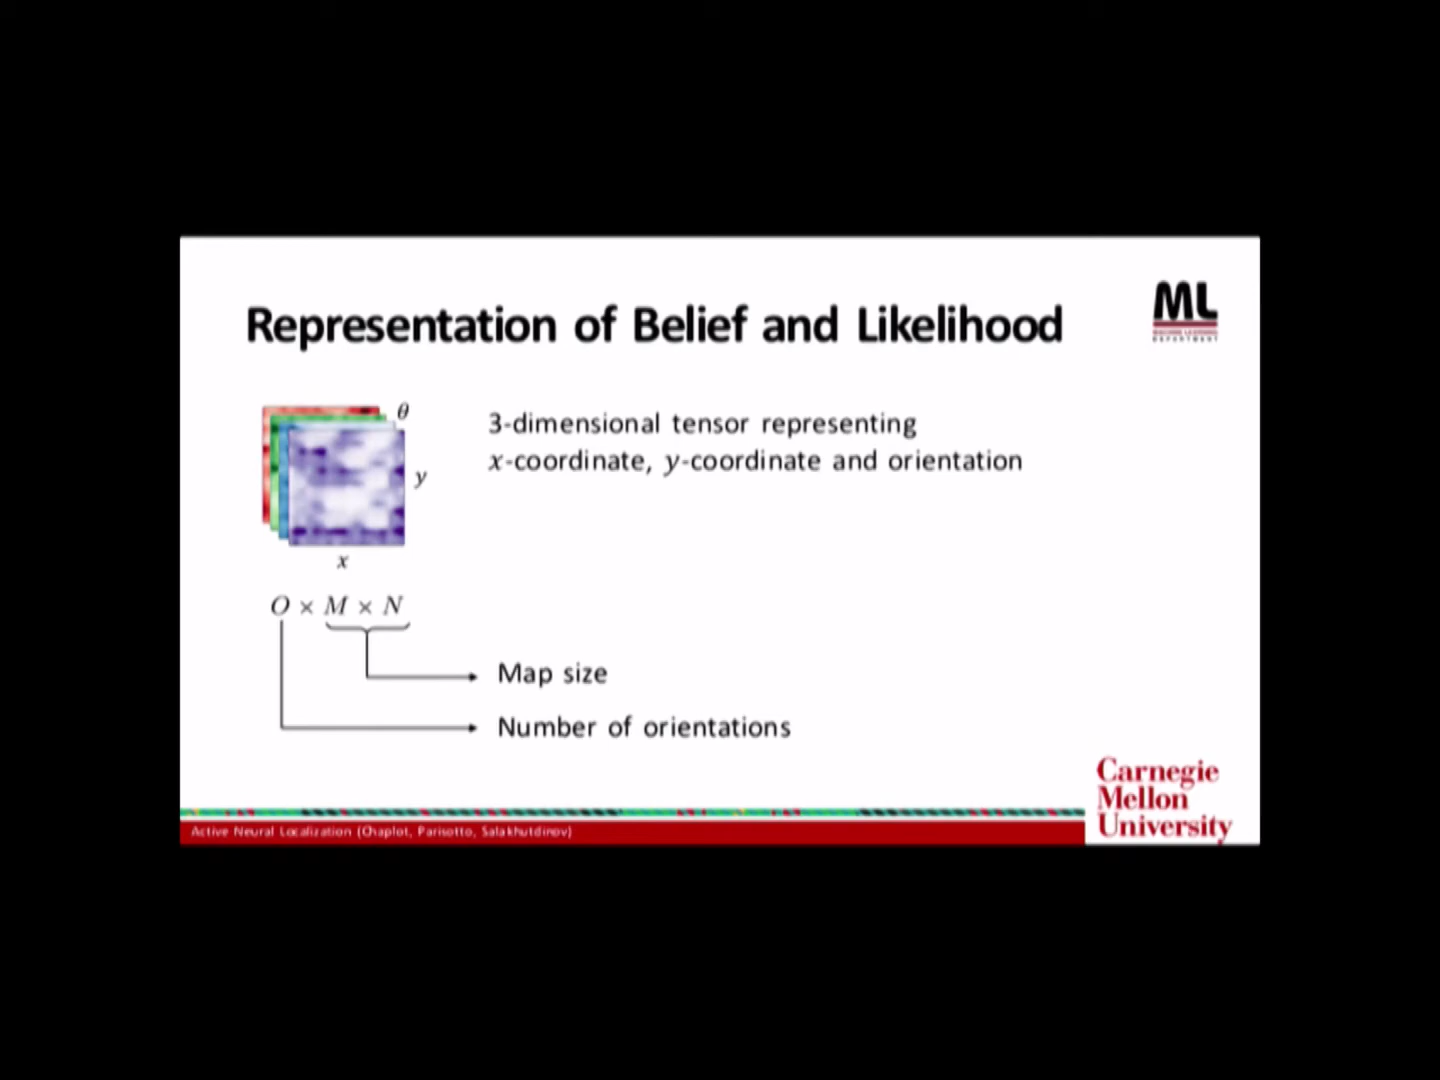 Representation of Belief and Likelihood
ML
DEPARTMENT
θ
y
x
3-dimensional tensor representing
x-coordinate, y-coordinate and orientation
O × M × N
Map size
Number of orientations
Carnegie
Mellon
University
Active Neural Localization (Chaplot, Parisotto, Salakhutdinov)